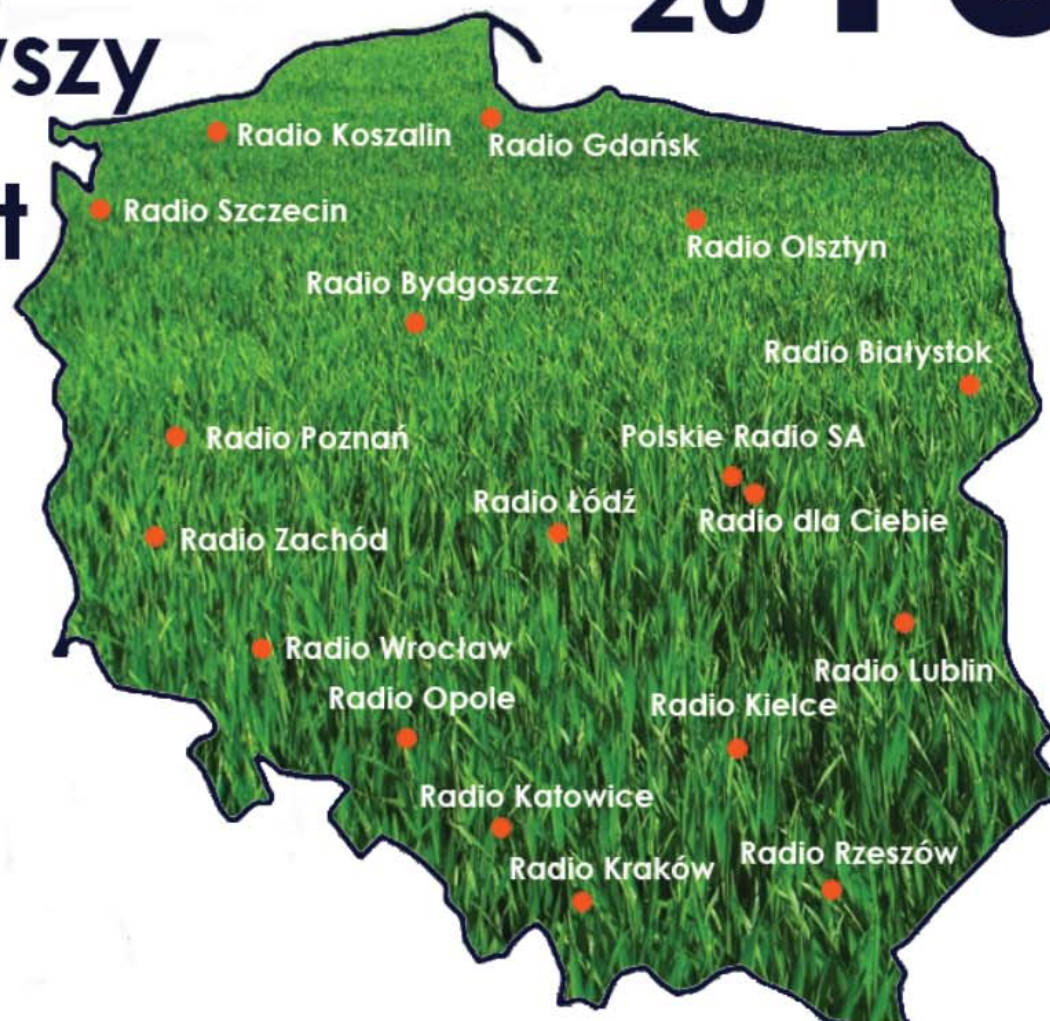 20
Radio Koszalin
Radio Gdańsk
Radio Szczecin
Radio Olsztyn
Radio Bydgoszcz
Radio Białystok
Radio Poznań
Polskie Radio SA
Radio Łódź
Radio dla Ciebie
Radio Zachód
Radio Wrocław
Radio Lublin
Radio Opole
Radio Kielce
Radio Katowice
Radio Rzeszów
Radio Kraków